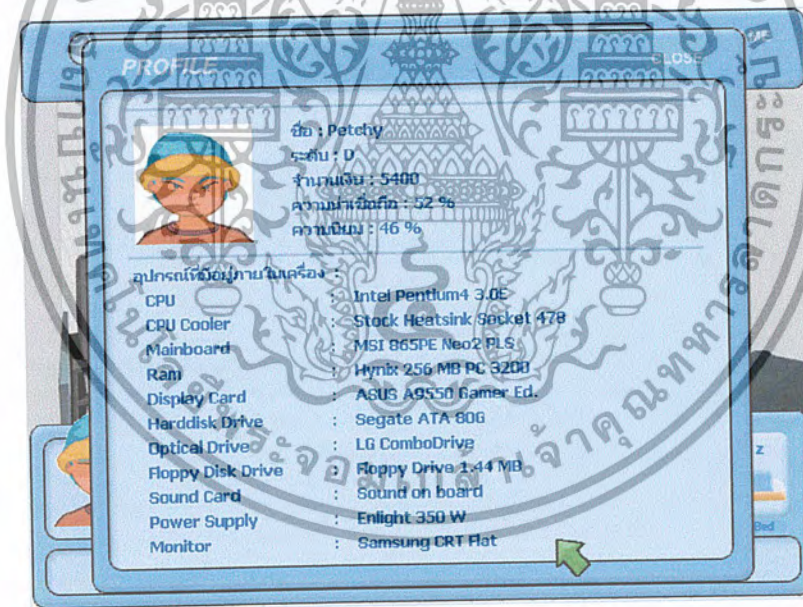 PROFILE CLOSE
ชื่อ : Petchy
ระดับ : D
จำนวนเงิน : 5400
ความน่าเชื่อถือ : 52 %
ความนิยม : 46 %
อุปกรณ์ที่มีอยู่ภายในเครื่อง :
CPU : Intel Pentium4 3.0E
CPU Cooler : Stock Heatsink Socket 478
Mainboard : MSI 865PE Neo2 PLS
Ram : Hynix 256 MB PC 3200
Display Card : ASUS A9550 Gamer Ed.
Harddisk Drive : Segate ATA 80G
Optical Drive : LG ComboDrive
Floppy Disk Drive : Floppy Drive 1.44 MB
Sound Card : Sound on board
Power Supply : Enlight 350 W
Monitor : Samsung CRT Flat
z
Bed